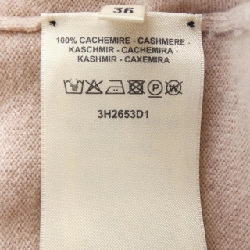 36
100% CACHEMIRE - CASHMERE -
KASCHMIR - CACHEMIRA -
KASHMIR - CAXEMIRA
3H2653D1